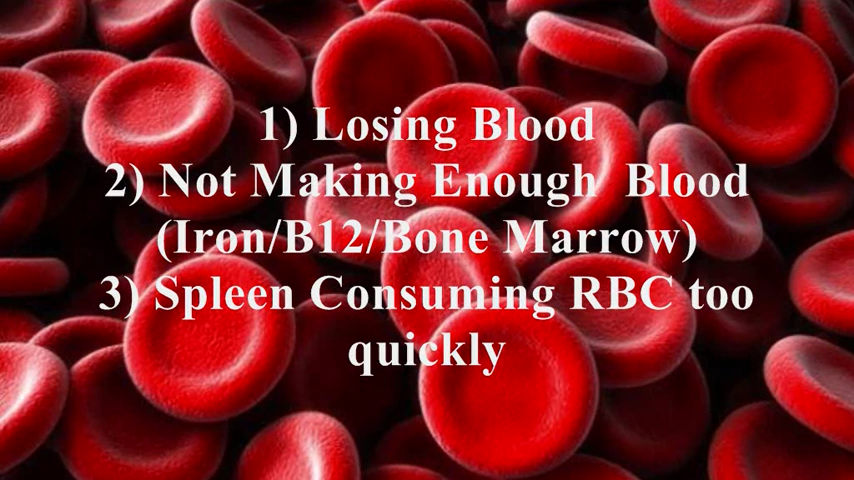 1) Losing Blood
2) Not Making Enough  Blood
(Iron/B12/Bone Marrow)
3) Spleen Consuming RBC too
quickly